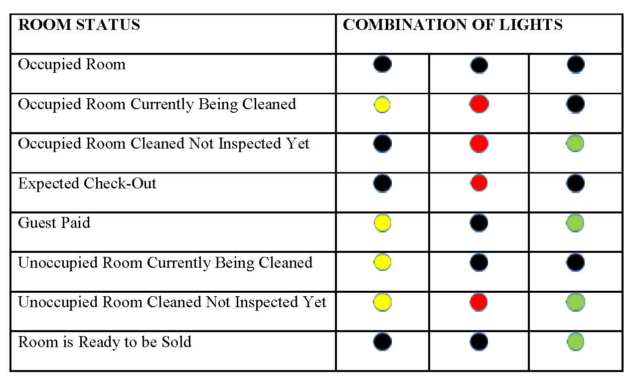 ROOM STATUS COMBINATION OF LIGHTS
Occupied Room
Occupied Room Currently Being Cleaned
Occupied Room Cleaned Not Inspected Yet
Expected Check-Out
Guest Paid
Unoccupied Room Currently Being Cleaned
Unoccupied Room Cleaned Not Inspected Yet
Room is Ready to be Sold